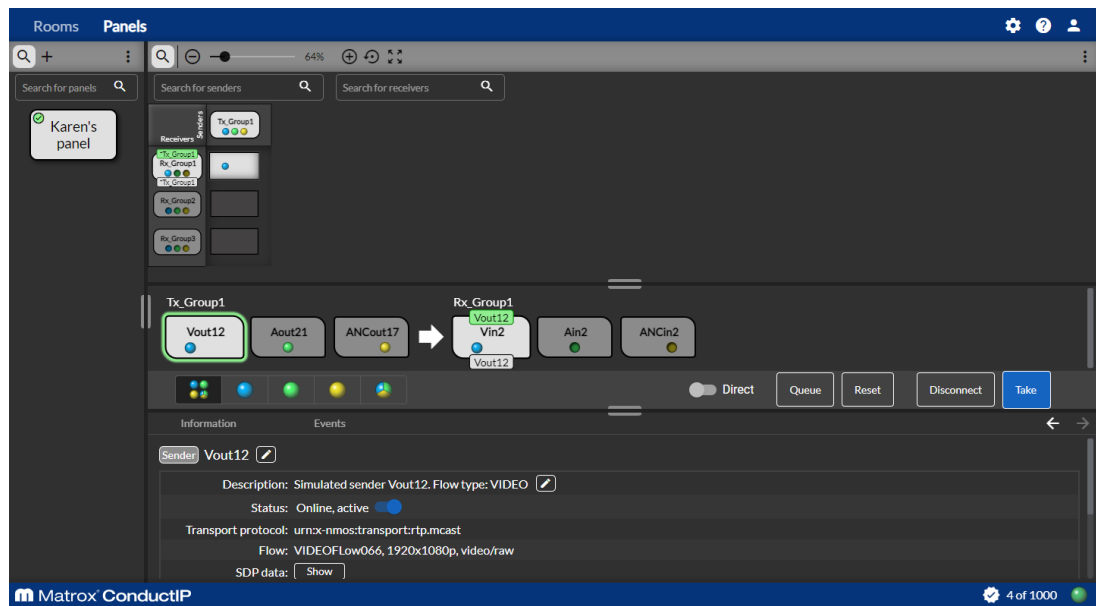 Rooms Panels
64%
Search for panels Search for senders Search for receivers
Karen's
panel
Senders
Receivers
Tx_Group1
*Tx_Group1
Rx_Group1
*Tx_Group1
Rx_Group2
Rx_Group3
Tx_Group1 Rx_Group1
Vout12
Vout12 Aout21 ANCout17 Vin2 Ain2 ANCin2
Vout12
Direct Queue Reset Disconnect Take
Information Events
Sender Vout12
Description: Simulated sender Vout12. Flow type: VIDEO
Status: Online, active
Transport protocol: urn:x-nmos:transport:rtp.mcast
Flow: VIDEOFLow066, 1920x1080p, video/raw
SDP data: Show
m Matrox® ConductIP 4 of 1000